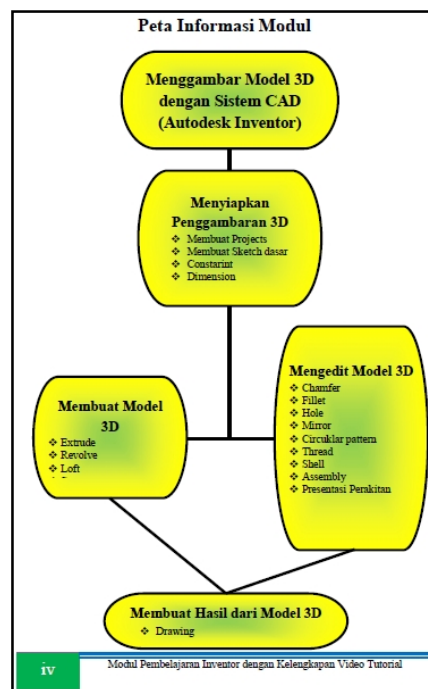 Peta Informasi Modul
Menggambar Model 3D
dengan Sistem CAD
(Autodesk Inventor)
Menyiapkan
Penggambaran 3D
❖ Membuat Projects
❖ Membuat Sketch dasar
❖ Constarint
❖ Dimension
Membuat Model
3D
❖ Extrude
❖ Revolve
❖ Loft
Mengedit Model 3D
❖ Chamfer
❖ Fillet
❖ Hole
❖ Mirror
❖ Circuklar pattern
❖ Thread
❖ Shell
❖ Assembly
❖ Presentasi Perakitan
Membuat Hasil dari Model 3D
❖ Drawing
iv
Modul Pembelajaran Inventor dengan Kelengkapan Video Tutorial